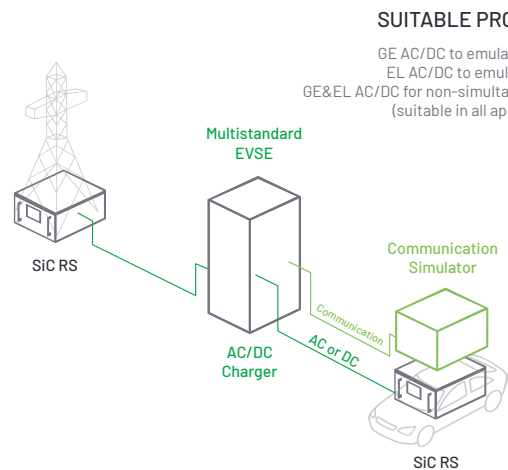 SUITABLE PRO
GE AC/DC to emula
EL AC/DC to emul
GE&EL AC/DC for non-simulta
(suitable in all ap
Multistandard
EVSE
SiC RS
Communication
Simulator
Communication
AC or DC
AC/DC
Charger
SiC RS